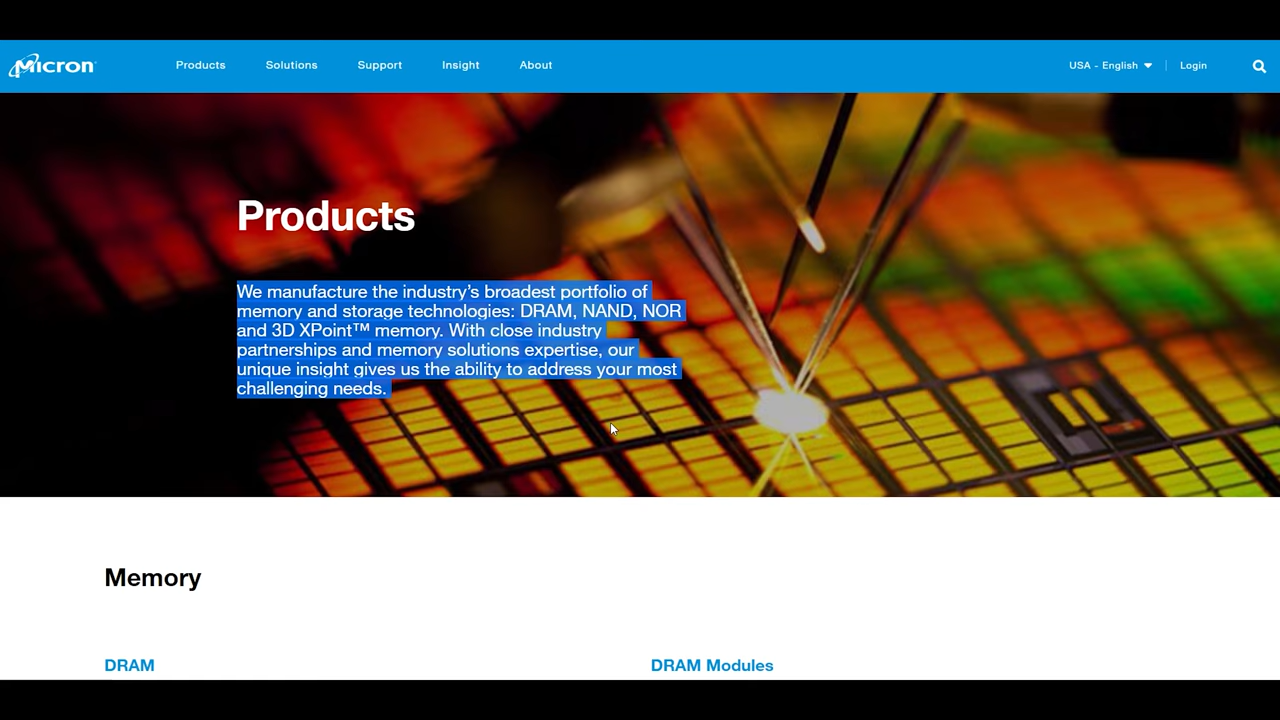 Micron
Products
Solutions
Support
Insight
About
USA - English
Login
Products
We manufacture the industry’s broadest portfolio of
memory and storage technologies: DRAM, NAND, NOR
and 3D XPoint™ memory. With close industry
partnerships and memory solutions expertise, our
unique insight gives us the ability to address your most
challenging needs.
Memory
DRAM
DRAM Modules